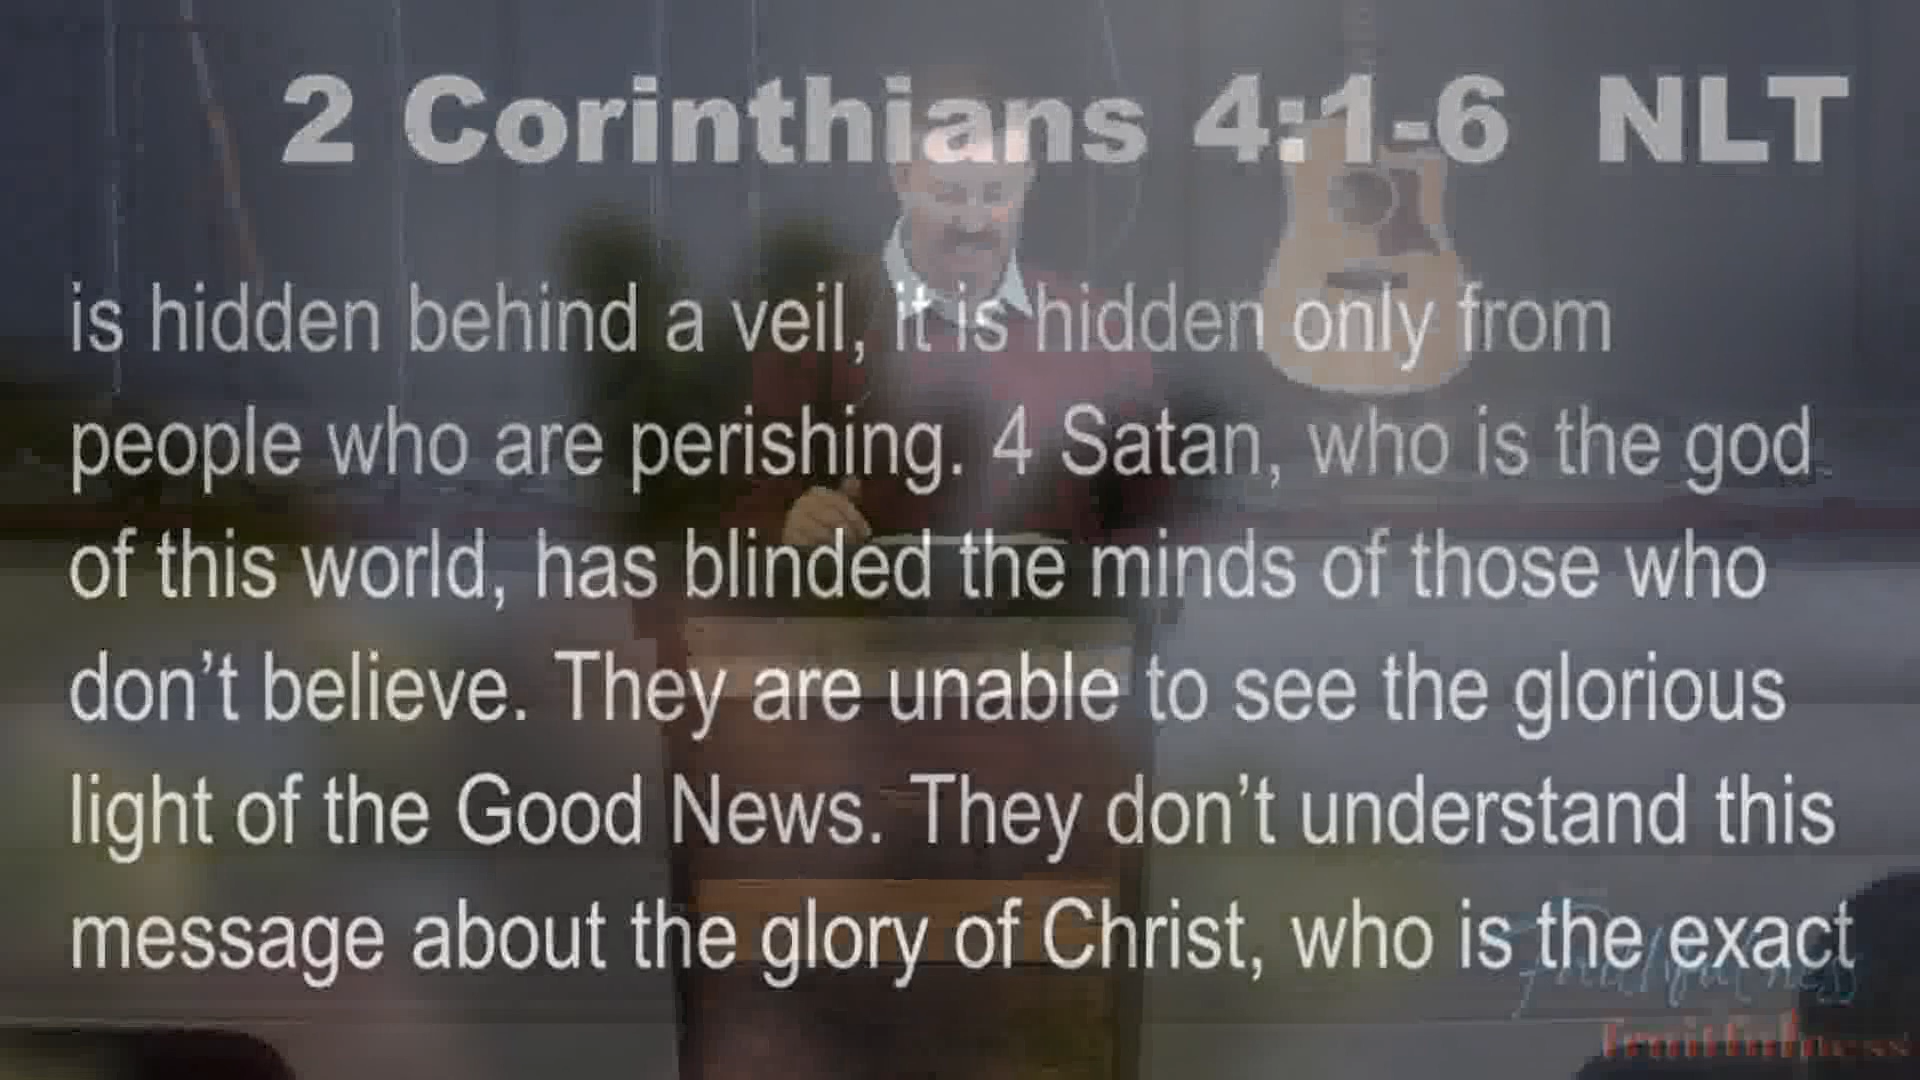 2 Corinthians 4:1-6 NLT
is hidden behind a veil, it is hidden only from
people who are perishing. 4 Satan, who is the god
of this world, has blinded the minds of those who
don’t believe. They are unable to see the glorious
light of the Good News. They don’t understand this
message about the glory of Christ, who is the exact
Fruitfulness
fruitfulness